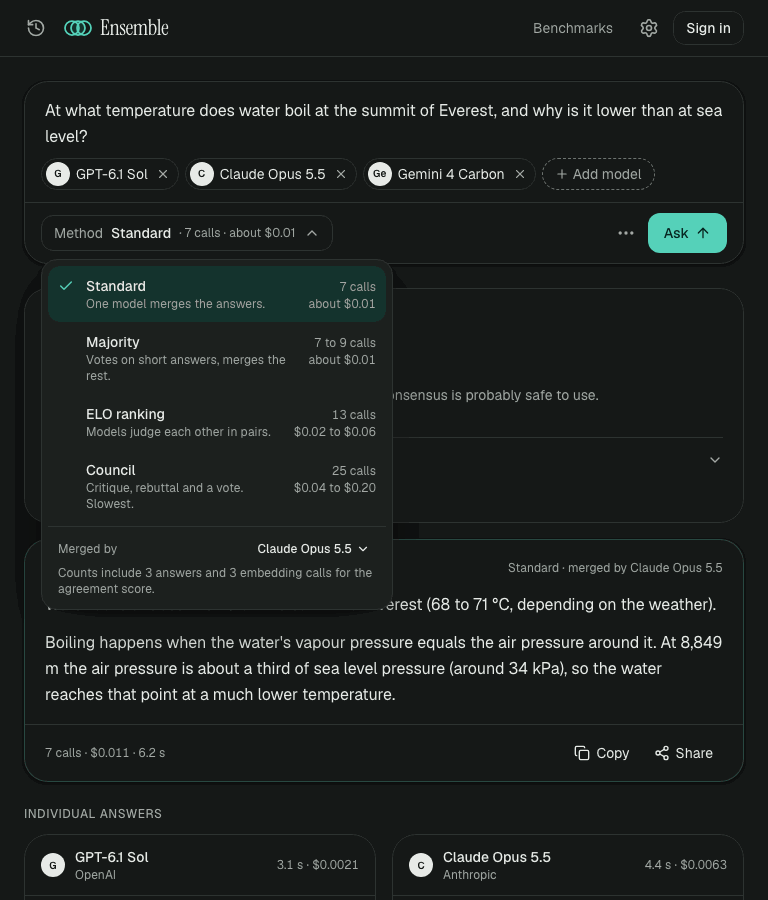 Ensemble
Benchmarks
Sign in
At what temperature does water boil at the summit of Everest, and why is it lower than at sea
level?
G GPT-6.1 Sol
C Claude Opus 5.5
Ge Gemini 4 Carbon
+ Add model
Method Standard · 7 calls · about $0.01
Ask
Standard 7 calls
One model merges the answers. about $0.01
Majority 7 to 9 calls
Votes on short answers, merges the about $0.01
rest.
ELO ranking 13 calls
Models judge each other in pairs. $0.02 to $0.06
Council 25 calls
Critique, rebuttal and a vote. $0.04 to $0.20
Slowest.
Merged by Claude Opus 5.5
Counts include 3 answers and 3 embedding calls for the
agreement score.
onsensus is probably safe to use.
Standard · merged by Claude Opus 5.5
erest (68 to 71 °C, depending on the weather).
Boiling happens when the water's vapour pressure equals the air pressure around it. At 8,849
m the air pressure is about a third of sea level pressure (around 34 kPa), so the water
reaches that point at a much lower temperature.
7 calls · $0.011 · 6.2 s
Copy
Share
INDIVIDUAL ANSWERS
G GPT-6.1 Sol 3.1 s · $0.0021
OpenAI
C Claude Opus 5.5 4.4 s · $0.0063
Anthropic